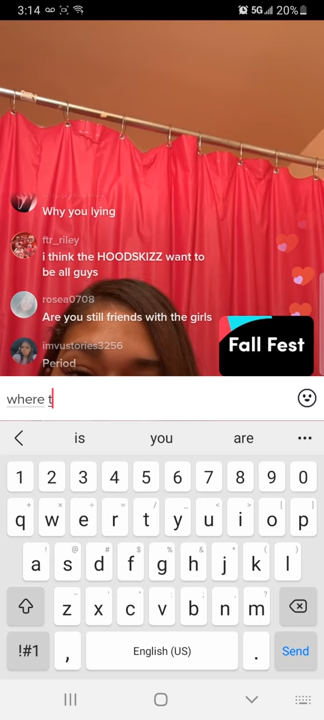 3:14
5G
20%
Why you lying
ftr_riley
i think the HOODSKIZZ want to
be all guys
rosea0708
Are you still friends with the girls
Fall Fest
imvustories3256
Period
where t
is you are
1 2 3 4 5 6 7 8 9 0
q w e r t y u i o p
a s d f g h j k l
z x c v b n m
!#1 , English (US) . Send